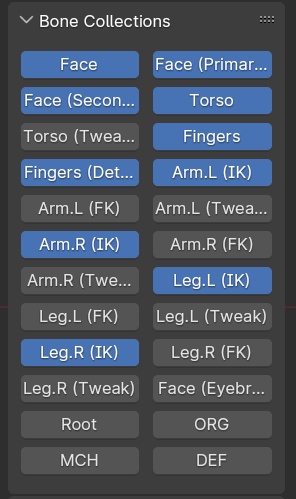 Bone Collections
Face
Face (Primar...
Face (Secon...
Torso
Torso (Twea...
Fingers
Fingers (Det...
Arm.L (IK)
Arm.L (FK)
Arm.L (Twea...
Arm.R (IK)
Arm.R (FK)
Arm.R (Twe...
Leg.L (IK)
Leg.L (FK)
Leg.L (Tweak)
Leg.R (IK)
Leg.R (FK)
Leg.R (Tweak)
Face (Eyebr...
Root
ORG
MCH
DEF